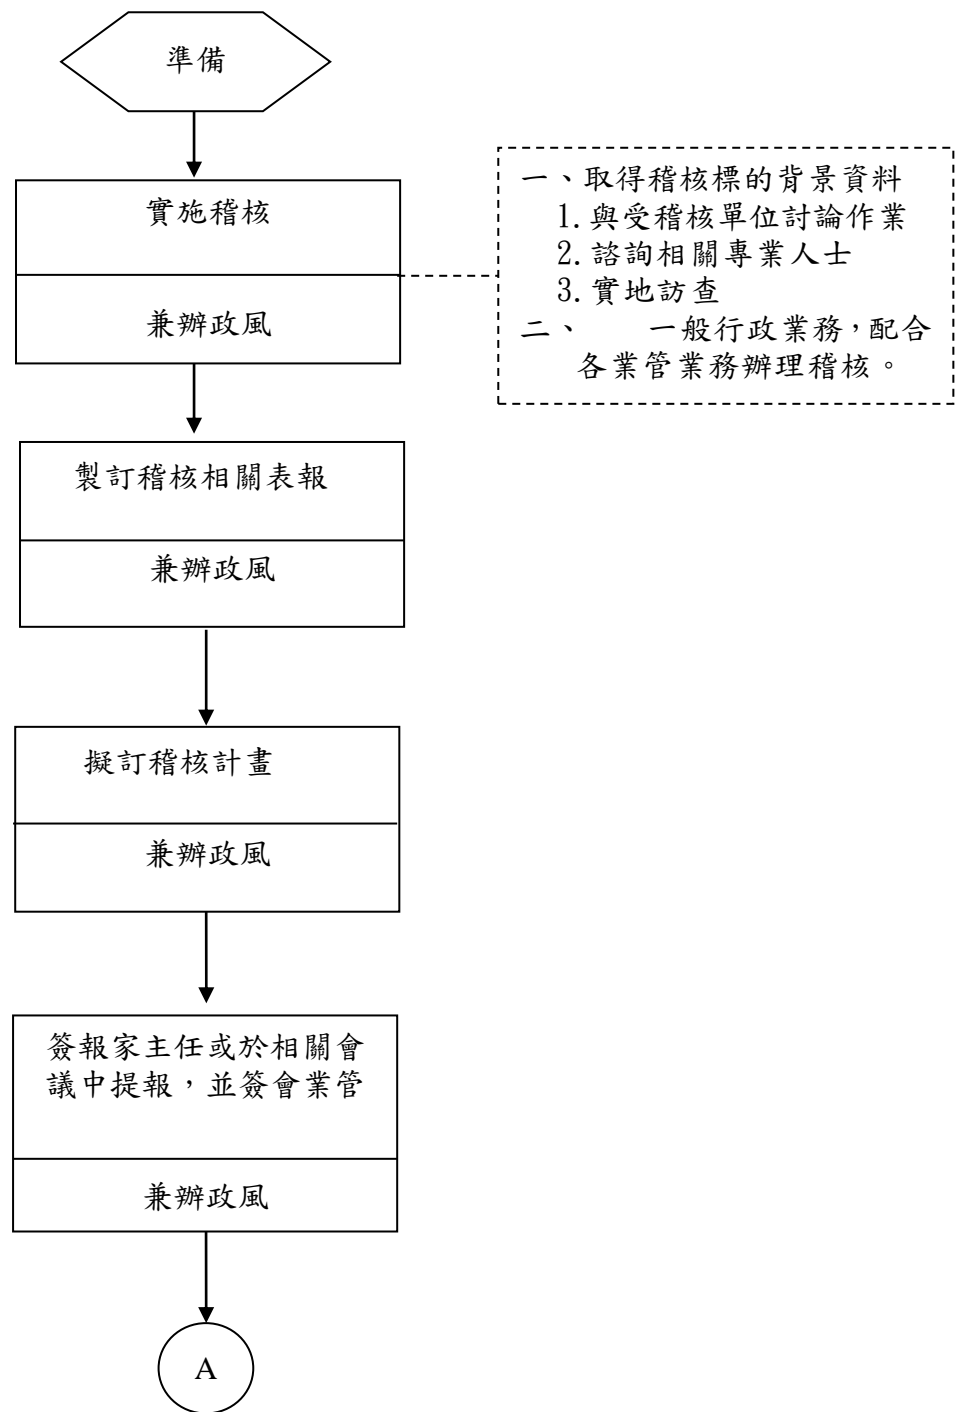 準備
實施稽核
兼辦政風
一、取得稽核標的背景資料
1.與受稽核單位討論作業
2.諮詢相關專業人士
3.實地訪查
二、 一般行政業務，配合
各業管業務辦理稽核。
製訂稽核相關表報
兼辦政風
擬訂稽核計畫
兼辦政風
簽報家主任或於相關會
議中提報，並簽會業管
兼辦政風
A